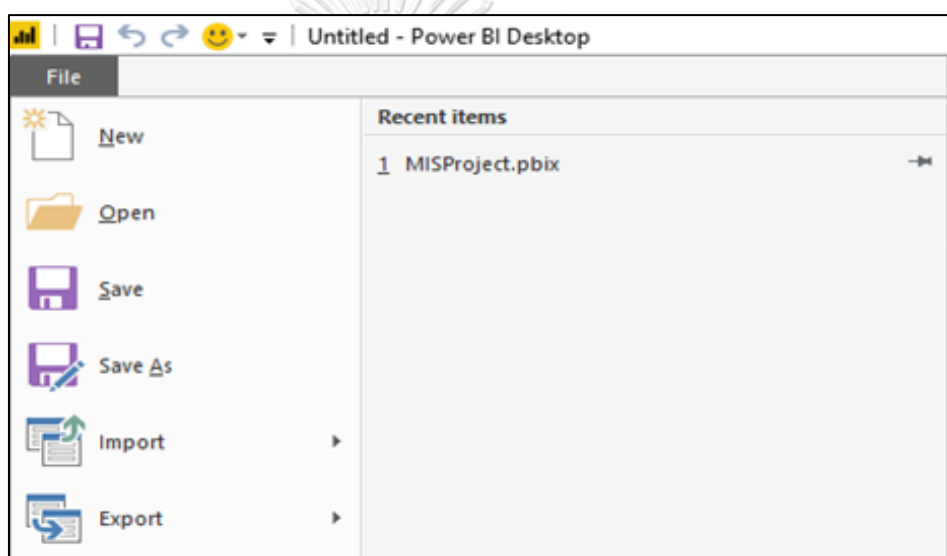 Untitled - Power BI Desktop
File
New
Open
Save
Save As
Import
Export
Recent items
1 MISProject.pbix